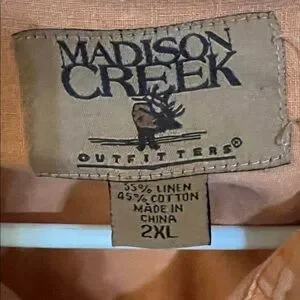 MADISON
CREEK
OUTFITTERS®
55% LINEN
45% COTTON
MADE IN
CHINA
2XL